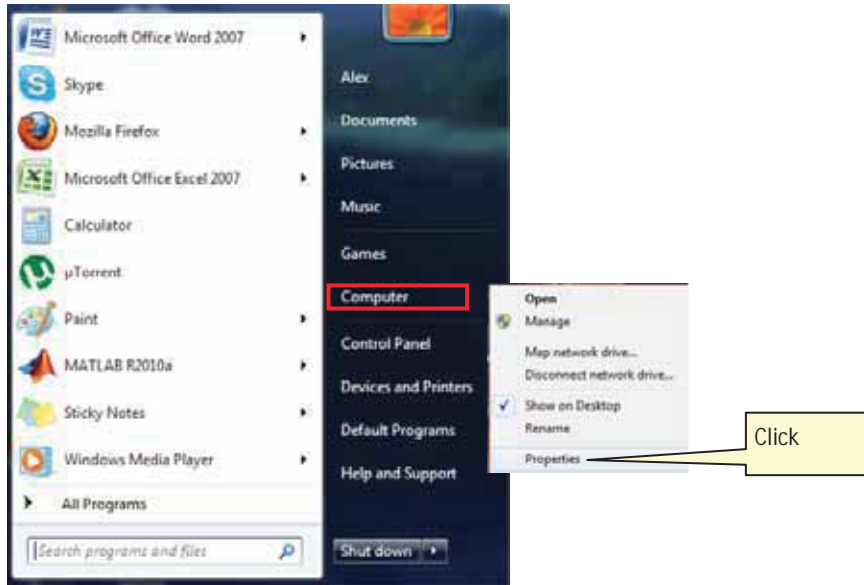 Microsoft Office Word 2007
Skype
Mozilla Firefox
Microsoft Office Excel 2007
Calculator
µTorrent
Paint
MATLAB R2010a
Sticky Notes
Windows Media Player
All Programs
Search programs and files
Alex
Documents
Pictures
Music
Games
Computer
Control Panel
Devices and Printers
Default Programs
Help and Support
Shut down
Open
Manage
Map network drive...
Disconnect network drive...
Show on Desktop
Rename
Properties
Click